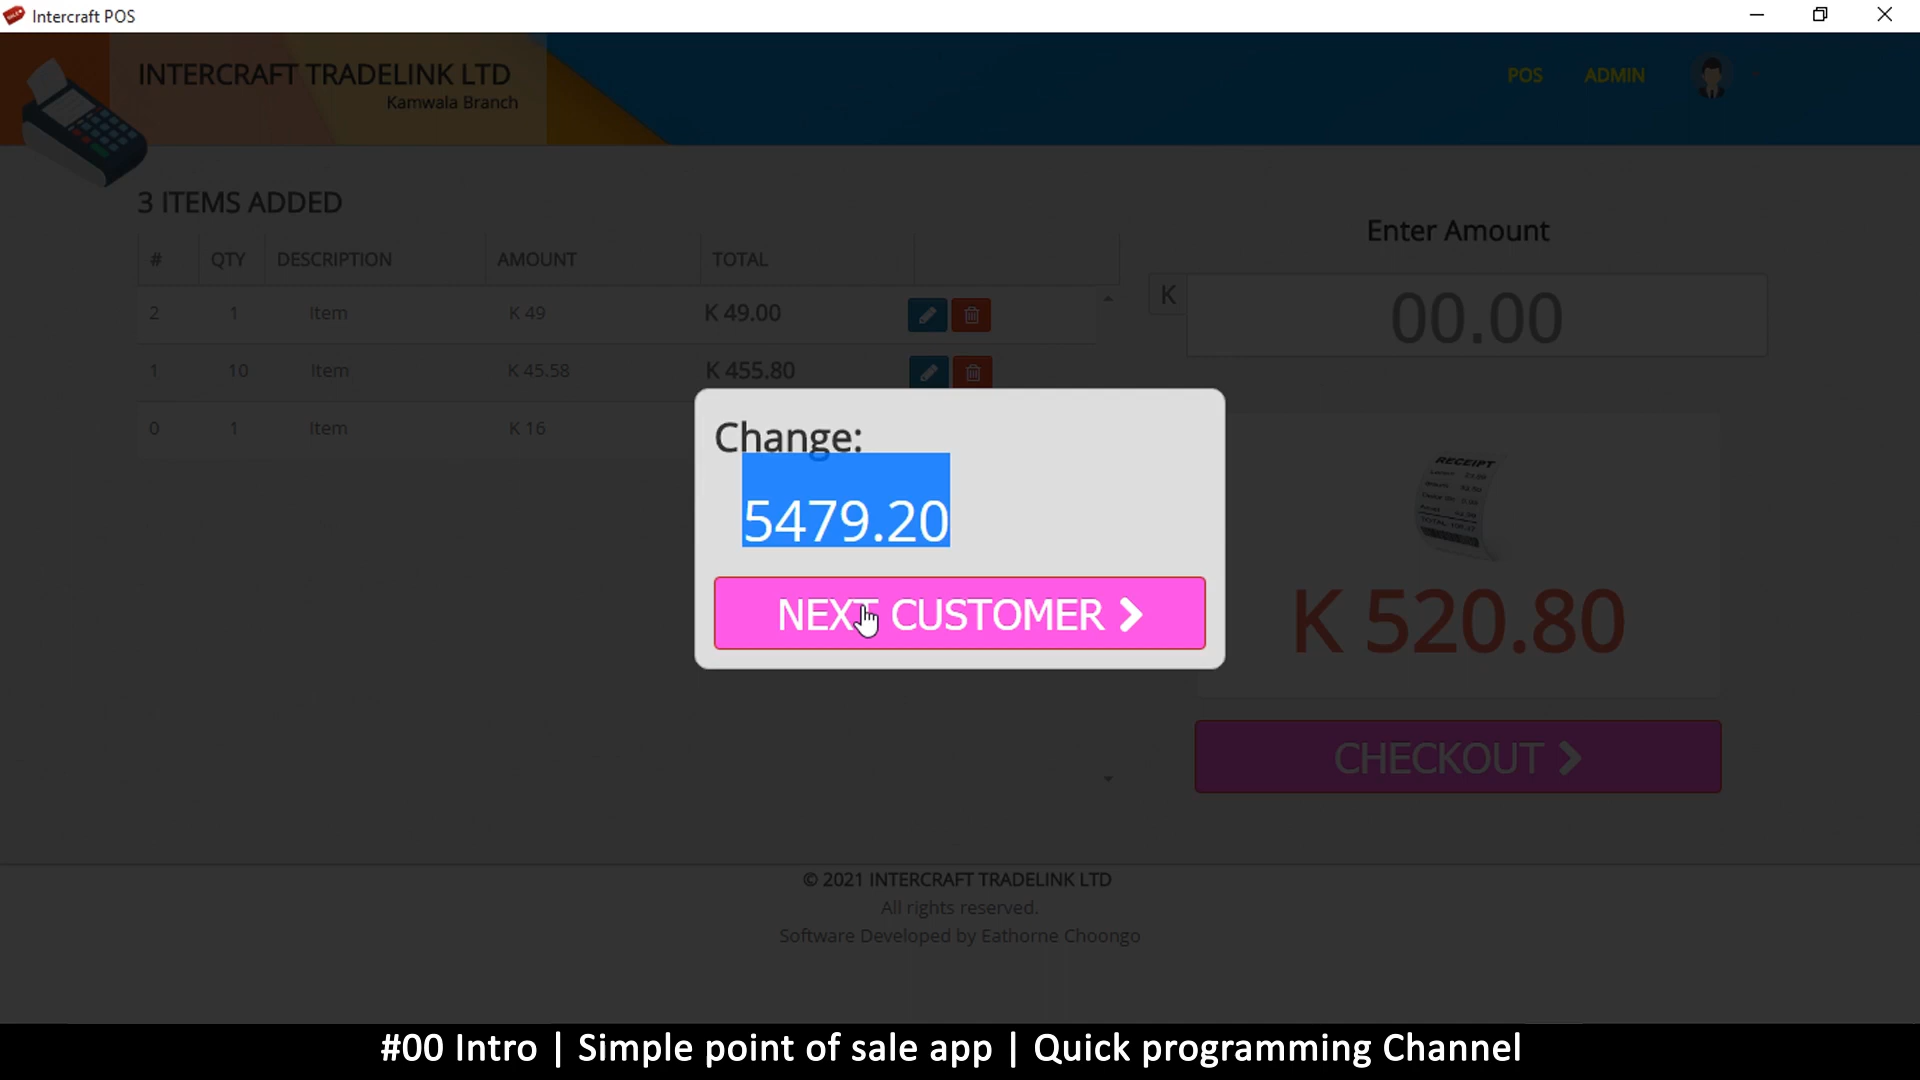 Intercraft POS
INTERCRAFT TRADELINK LTD
Kamwala Branch
POS ADMIN
3 ITEMS ADDED
# QTY DESCRIPTION AMOUNT TOTAL
2 1 Item K 49 K 49.00
1 10 Item K 45.58 K 455.80
0 1 Item K 16
Enter Amount
K 00.00
Change:
5479.20
NEXT CUSTOMER
RECEIPT
K 520.80
CHECKOUT
© 2021 INTERCRAFT TRADELINK LTD
All rights reserved.
Software Developed by Eathorne Choongo
#00 Intro | Simple point of sale app | Quick programming Channel